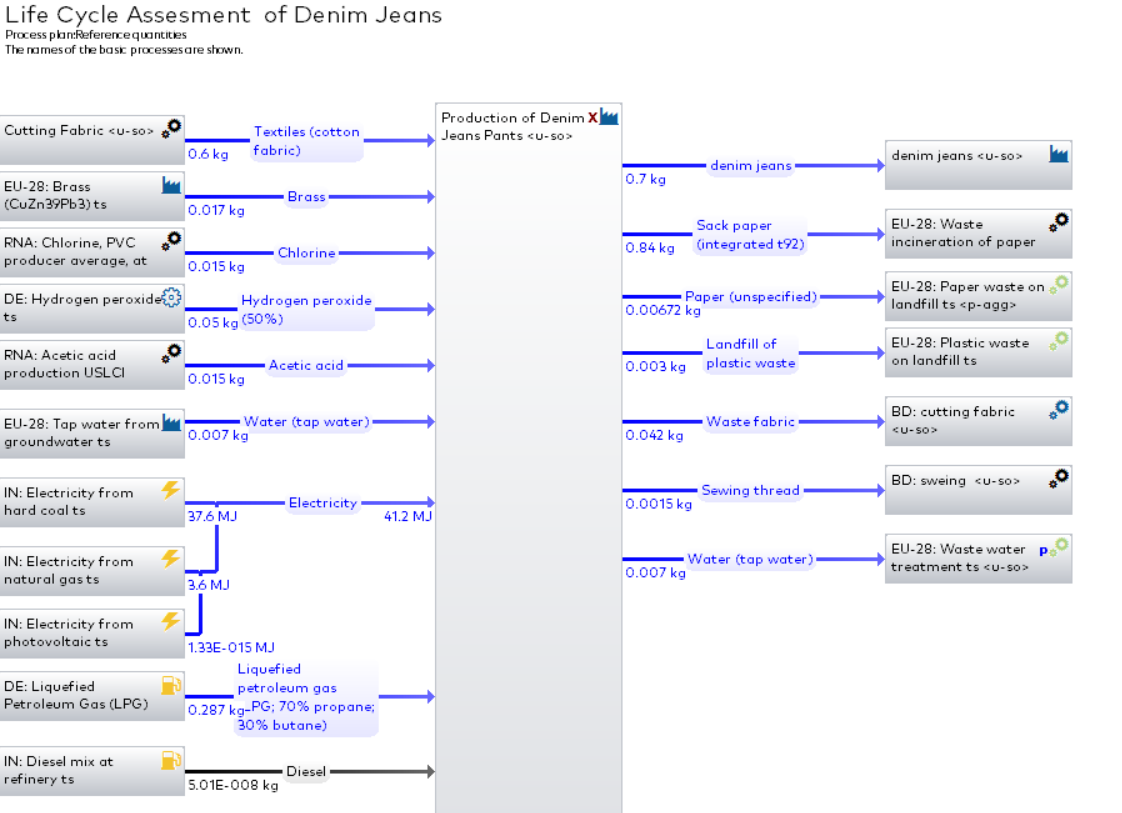 Life Cycle Assesment of Denim Jeans
Process plan:Reference quantities
The names of the basic processes are shown.
Cutting Fabric <u-so>
0.6 kg
Textiles (cotton
fabric)
EU-28: Brass
(CuZn39Pb3) ts
0.017 kg
Brass
RNA: Chlorine, PVC
producer average, at
0.015 kg
Chlorine
DE: Hydrogen peroxide
ts
0.05 kg
Hydrogen peroxide
(50%)
RNA: Acetic acid
production USLCI
0.015 kg
Acetic acid
EU-28: Tap water from
groundwater ts
0.007 kg
Water (tap water)
IN: Electricity from
hard coal ts
37.6 MJ
Electricity
41.2 MJ
IN: Electricity from
natural gas ts
3.6 MJ
IN: Electricity from
photovoltaic ts
1.33E-015 MJ
DE: Liquefied
Petroleum Gas (LPG)
0.287 kg
Liquefied
petroleum gas
PG; 70% propane;
30% butane)
IN: Diesel mix at
refinery ts
5.01E-008 kg
Diesel
Production of Denim X
Jeans Pants <u-so>
0.7 kg
denim jeans
denim jeans <u-so>
0.84 kg
Sack paper
(integrated t92)
EU-28: Waste
incineration of paper
0.00672 kg
Paper (unspecified)
EU-28: Paper waste on
landfill ts <p-agg>
0.003 kg
Landfill of
plastic waste
EU-28: Plastic waste
on landfill ts
0.042 kg
Waste fabric
BD: cutting fabric
<u-so>
0.0015 kg
Sewing thread
BD: sweing <u-so>
0.007 kg
Water (tap water)
EU-28: Waste water p
treatment ts <u-so>